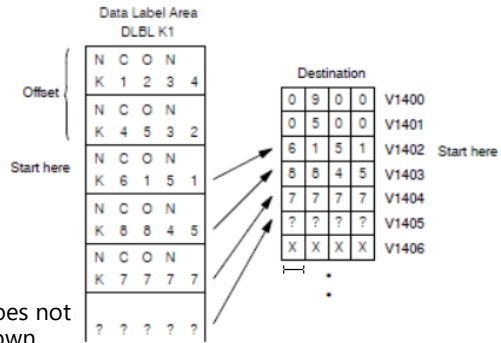 Data Label Area
DLBL K1
N C O N
K 1 2 3 4
Offset
N C O N
K 4 5 3 2
Start here
N C O N
K 6 1 5 1
N C O N
K 8 8 4 5
N C O N
K 7 7 7 7
? ? ? ? ?
Destination
0 9 0 0 V1400
0 5 0 0 V1401
6 1 5 1 V1402 Start here
8 8 4 5 V1403
7 7 7 7 V1404
? ? ? ? V1405
X X X X V1406
oes not
own